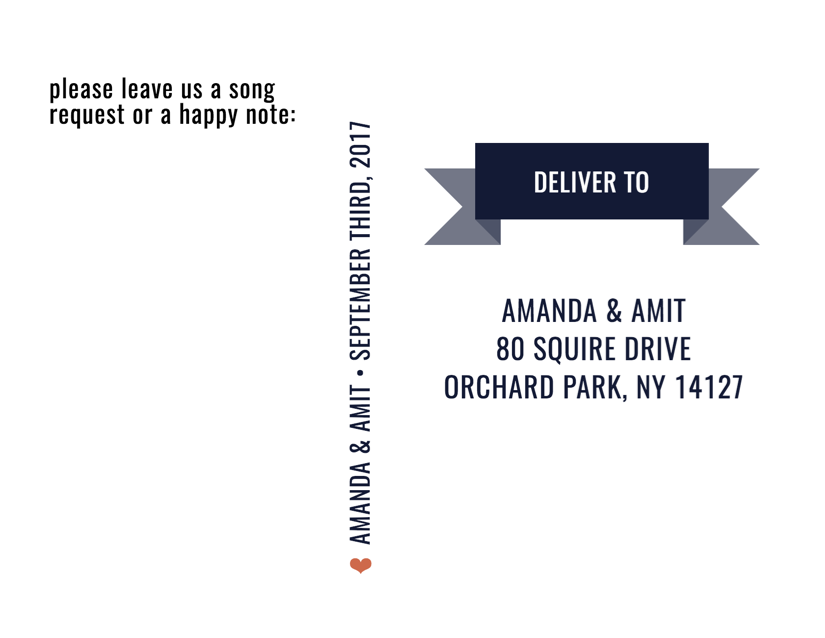 please leave us a song
request or a happy note:
AMANDA & AMIT • SEPTEMBER THIRD, 2017
DELIVER TO
AMANDA & AMIT
80 SQUIRE DRIVE
ORCHARD PARK, NY 14127